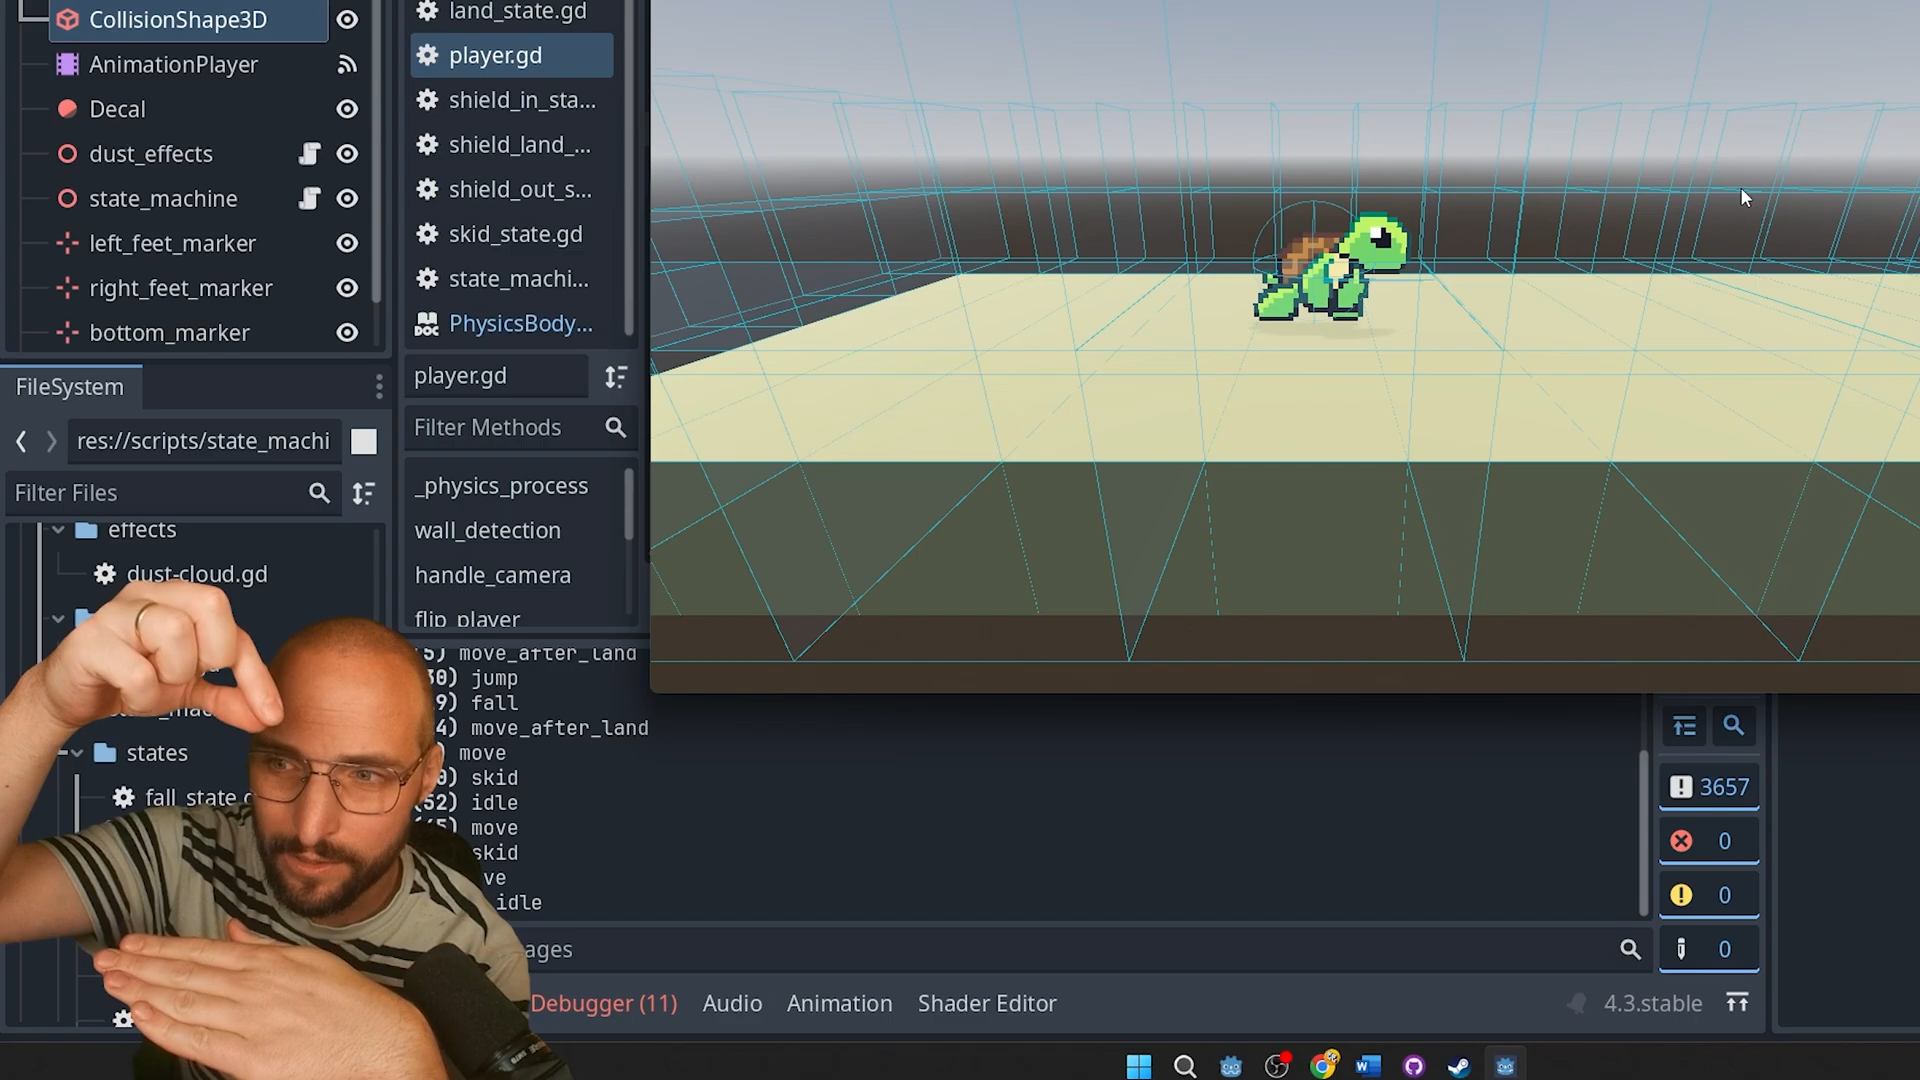 CollisionShape3D
AnimationPlayer
Decal
dust_effects
state_machine
left_feet_marker
right_feet_marker
bottom_marker
FileSystem
res://scripts/state_machi
Filter Files
effects
dust-cloud.gd
states
fall_state
land_state.gd
player.gd
shield_in_sta...
shield_land_...
shield_out_s...
skid_state.gd
state_machi...
DOC
PhysicsBody...
player.gd
Filter Methods
_physics_process
wall_detection
handle_camera
flip_player
5) move_after_land
30) jump
9) fall
4) move_after_land
) move
0) skid
(52) idle
5) move
skid
ve
idle
ages
3657
0
0
0
Debugger (11)
Audio
Animation
Shader Editor
4.3.stable